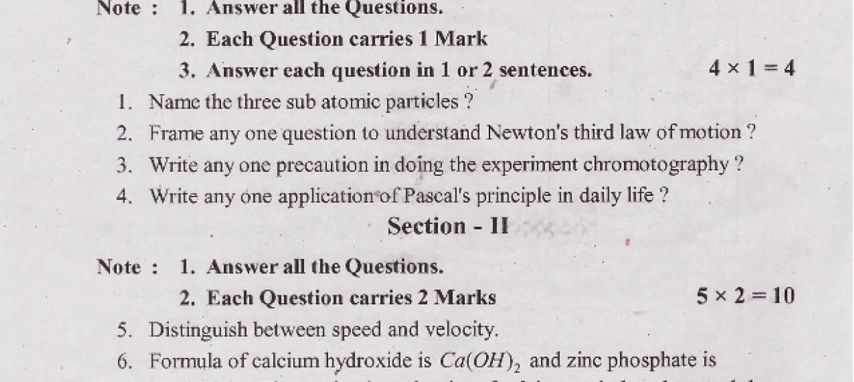 Note : 1. Answer all the Questions.
2. Each Question carries 1 Mark
3. Answer each question in 1 or 2 sentences. 4 × 1 = 4
1. Name the three sub atomic particles ?
2. Frame any one question to understand Newton's third law of motion ?
3. Write any one precaution in doing the experiment chromotography ?
4. Write any one application of Pascal's principle in daily life ?
Section - II
Note : 1. Answer all the Questions.
2. Each Question carries 2 Marks 5 × 2 = 10
5. Distinguish between speed and velocity.
6. Formula of calcium hydroxide is Ca(OH)₂ and zinc phosphate is